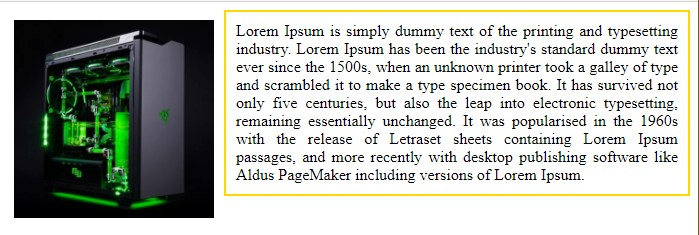 Lorem Ipsum is simply dummy text of the printing and typesetting
industry. Lorem Ipsum has been the industry's standard dummy text
ever since the 1500s, when an unknown printer took a galley of type
and scrambled it to make a type specimen book. It has survived not
only five centuries, but also the leap into electronic typesetting,
remaining essentially unchanged. It was popularised in the 1960s
with the release of Letraset sheets containing Lorem Ipsum
passages, and more recently with desktop publishing software like
Aldus PageMaker including versions of Lorem Ipsum.